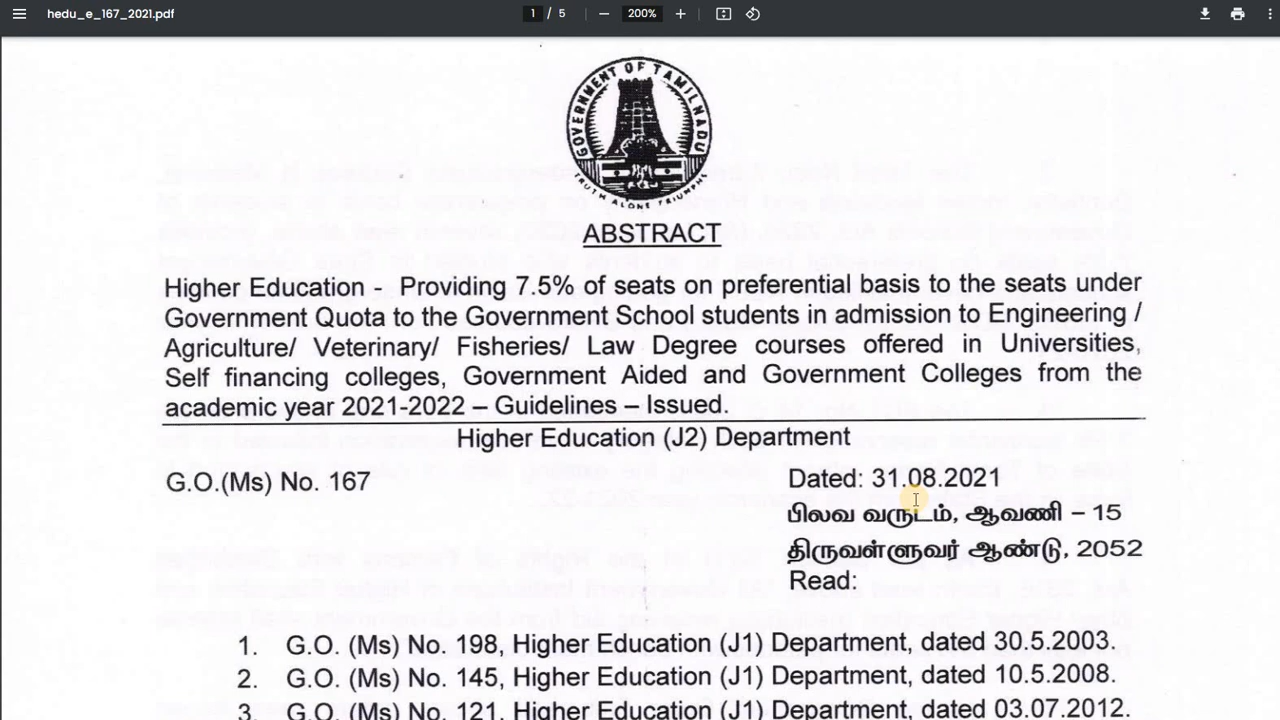 hedu_e_167_2021.pdf
1 / 5
200%
GOVERNMENT OF TAMILNADU
TRUTH ALONE TRIUMPHS
ABSTRACT
Higher Education – Providing 7.5% of seats on preferential basis to the seats under
Government Quota to the Government School students in admission to Engineering /
Agriculture/ Veterinary/ Fisheries/ Law Degree courses offered in Universities,
Self financing colleges, Government Aided and Government Colleges from the
academic year 2021-2022 – Guidelines - Issued.
Higher Education (J2) Department
G.O.(Ms) No. 167
Dated: 31.08.2021
பிலவ வருடம், ஆவணி – 15
திருவள்ளுவர் ஆண்டு, 2052
Read:
1. G.O. (Ms) No. 198, Higher Education (J1) Department, dated 30.5.2003.
2. G.O. (Ms) No. 145, Higher Education (J1) Department, dated 10.5.2008.
3. G.O. (Ms) No. 121, Higher Education (J1) Department, dated 03.07.2012.